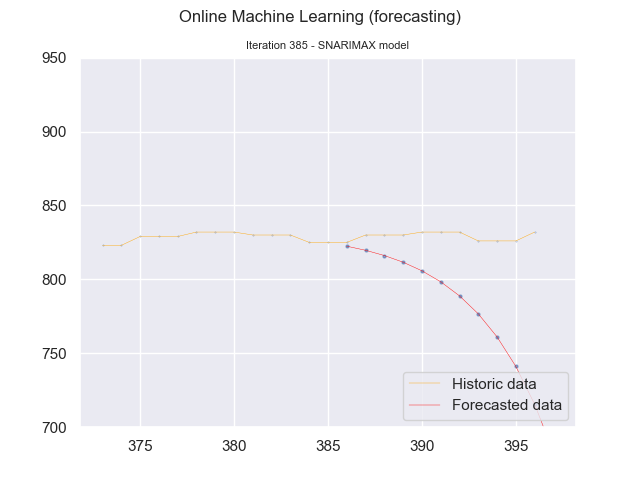 Online Machine Learning (forecasting)
Iteration 385 - SNARIMAX model
950
900
850
800
750
700
Historic data
Forecasted data
375 380 385 390 395